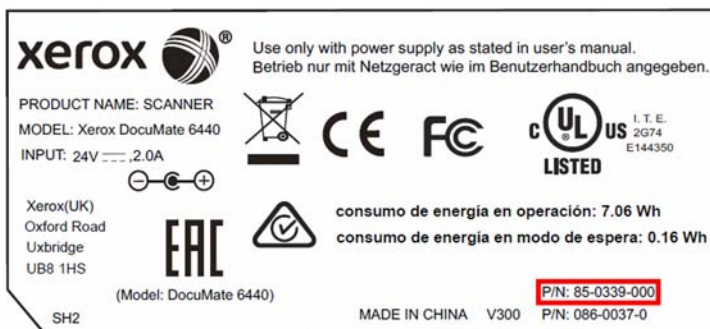 xerox ®
Use only with power supply as stated in user's manual.
Betrieb nur mit Netzgeract wie im Benutzerhandbuch angegeben.
PRODUCT NAME: SCANNER
MODEL: Xerox DocuMate 6440
INPUT: 24V ⎓,2.0A
CE FC
C UL ® US
LISTED
I. T. E.
2G74
E144350
Xerox(UK)
Oxford Road
Uxbridge
UB8 1HS
EAC
(Model: DocuMate 6440)
consumo de energía en operación: 7.06 Wh
consumo de energía en modo de espera: 0.16 Wh
P/N: 85-0339-000
SH2
MADE IN CHINA V300 P/N: 086-0037-0